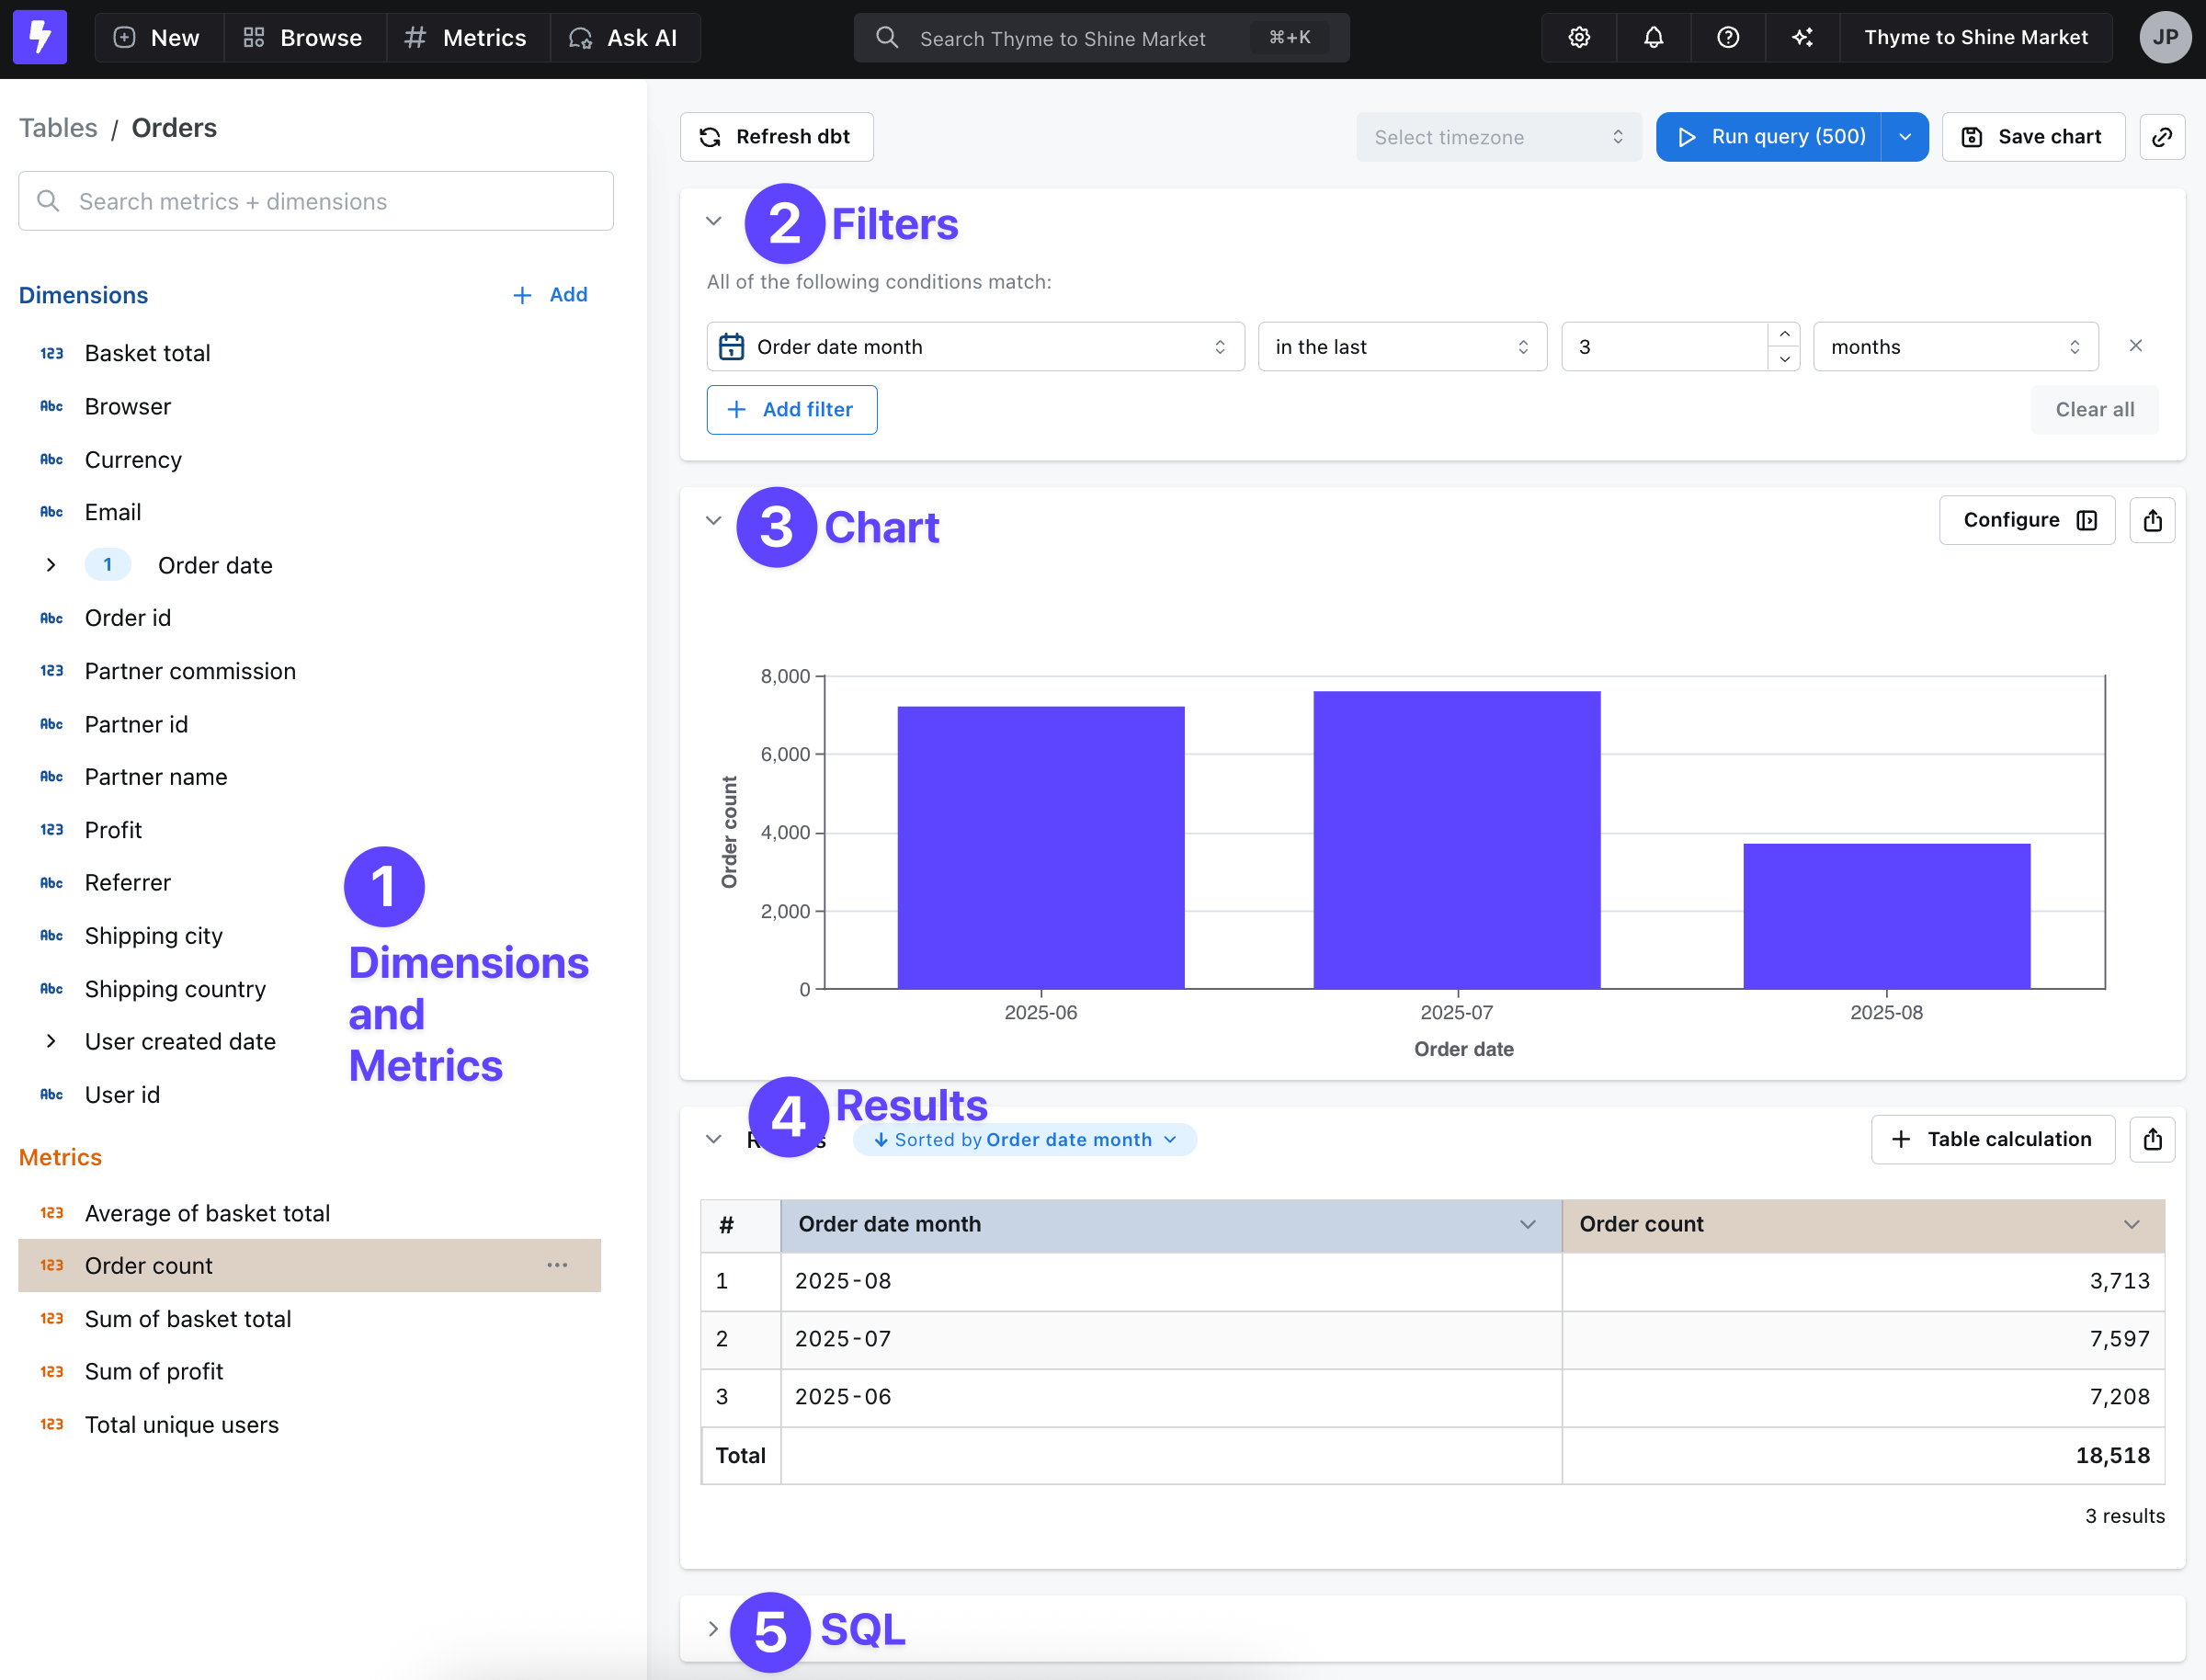 New
Browse
Metrics
Ask AI
Search Thyme to Shine Market
⌘+K
Thyme to Shine Market
JP
Tables / Orders
Search metrics + dimensions
Dimensions
Add
123 Basket total
Abc Browser
Abc Currency
Abc Email
1 Order date
Abc Order id
123 Partner commission
Abc Partner id
Abc Partner name
123 Profit
Abc Referrer
Abc Shipping city
Abc Shipping country
User created date
Abc User id
1
Dimensions
and
Metrics
Metrics
123 Average of basket total
123 Order count
123 Sum of basket total
123 Sum of profit
123 Total unique users
Refresh dbt
Select timezone
Run query (500)
Save chart
2 Filters
All of the following conditions match:
Order date month
in the last
3
months
Add filter
Clear all
3 Chart
Configure
8,000
6,000
4,000
2,000
0
Order count
2025-06
2025-07
2025-08
Order date
4 Results
Sorted by Order date month
Table calculation
# Order date month Order count
1 2025-08 3,713
2 2025-07 7,597
3 2025-06 7,208
Total 18,518
3 results
5 SQL